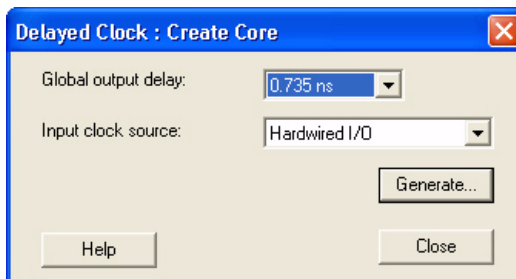 Delayed Clock : Create Core
Global output delay: 0.735 ns
Input clock source: Hardwired I/O
Generate...
Help Close